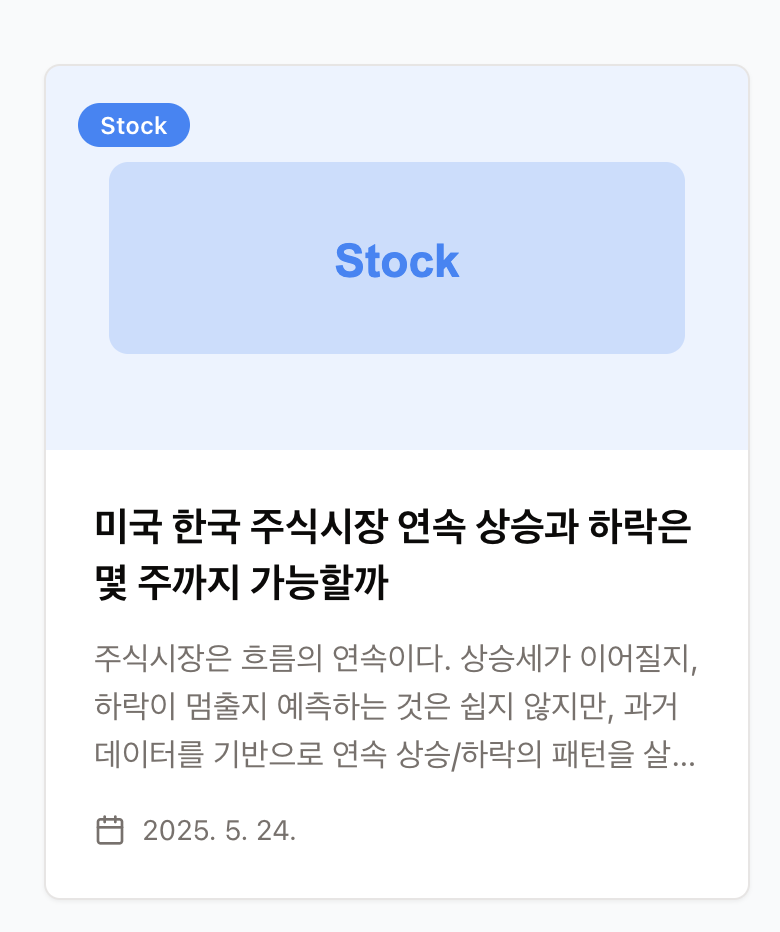 Stock
Stock
미국 한국 주식시장 연속 상승과 하락은
몇 주까지 가능할까
주식시장은 흐름의 연속이다. 상승세가 이어질지,
하락이 멈출지 예측하는 것은 쉽지 않지만, 과거
데이터를 기반으로 연속 상승/하락의 패턴을 살...
2025. 5. 24.